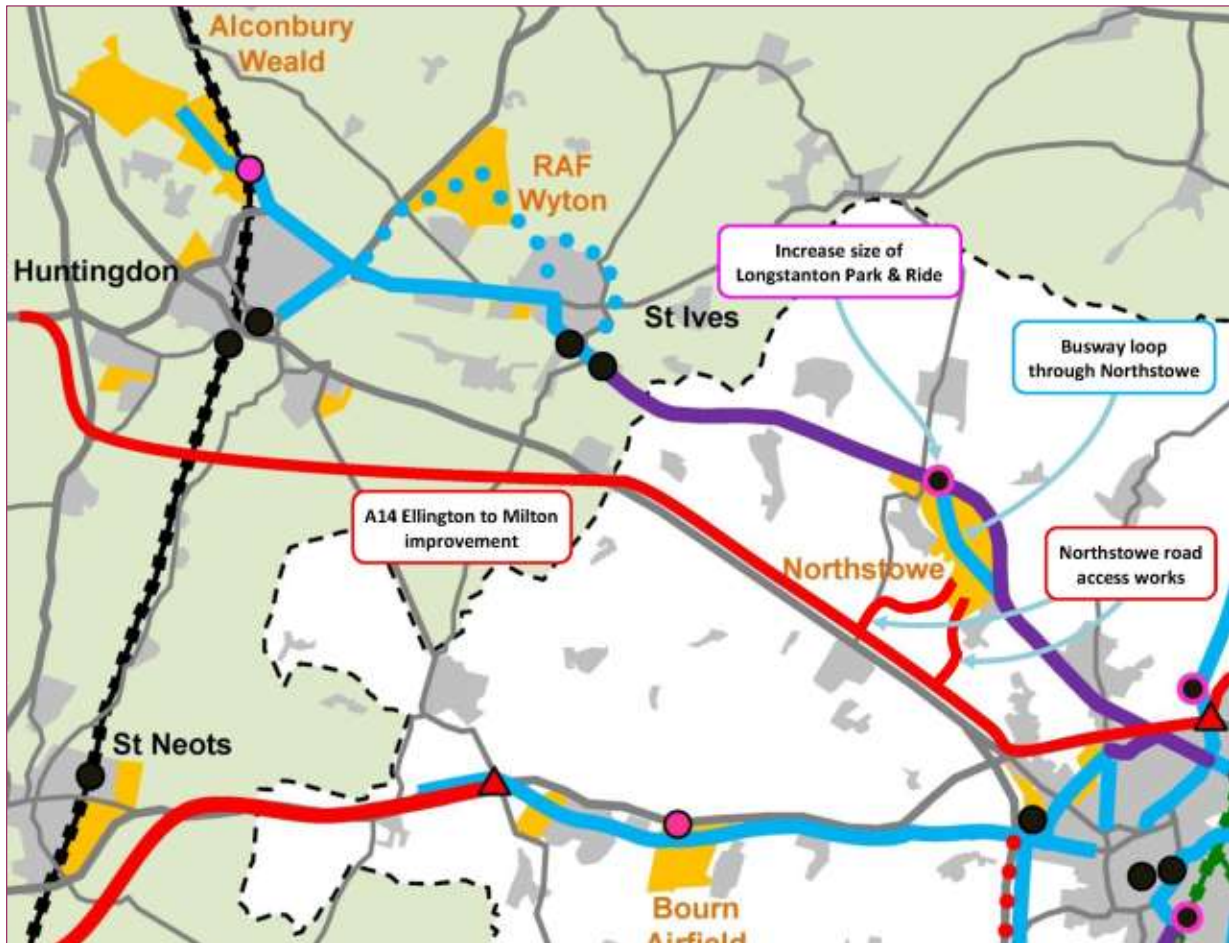 Alconbury
Weald
RAF
Wyton
Huntingdon
Increase size of
Longstanton Park & Ride
St Ives
Busway loop
through Northstowe
A14 Ellington to Milton
improvement
Northstowe
Northstowe road
access works
St Neots
Bourn
Airfield